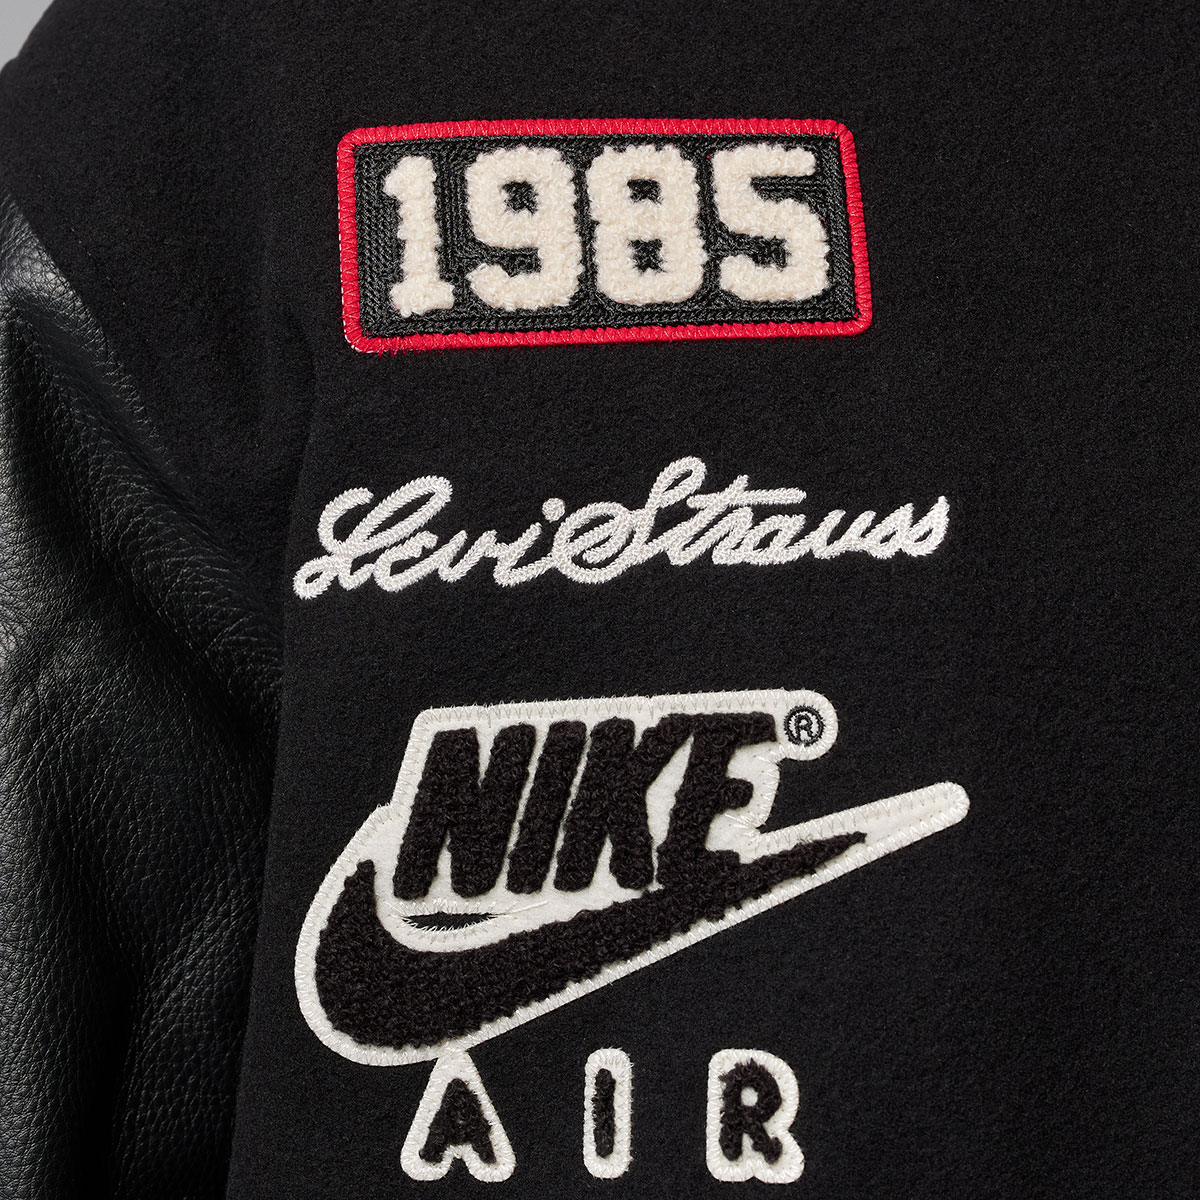 1985
Levi Strauss
NIKE®
AIR